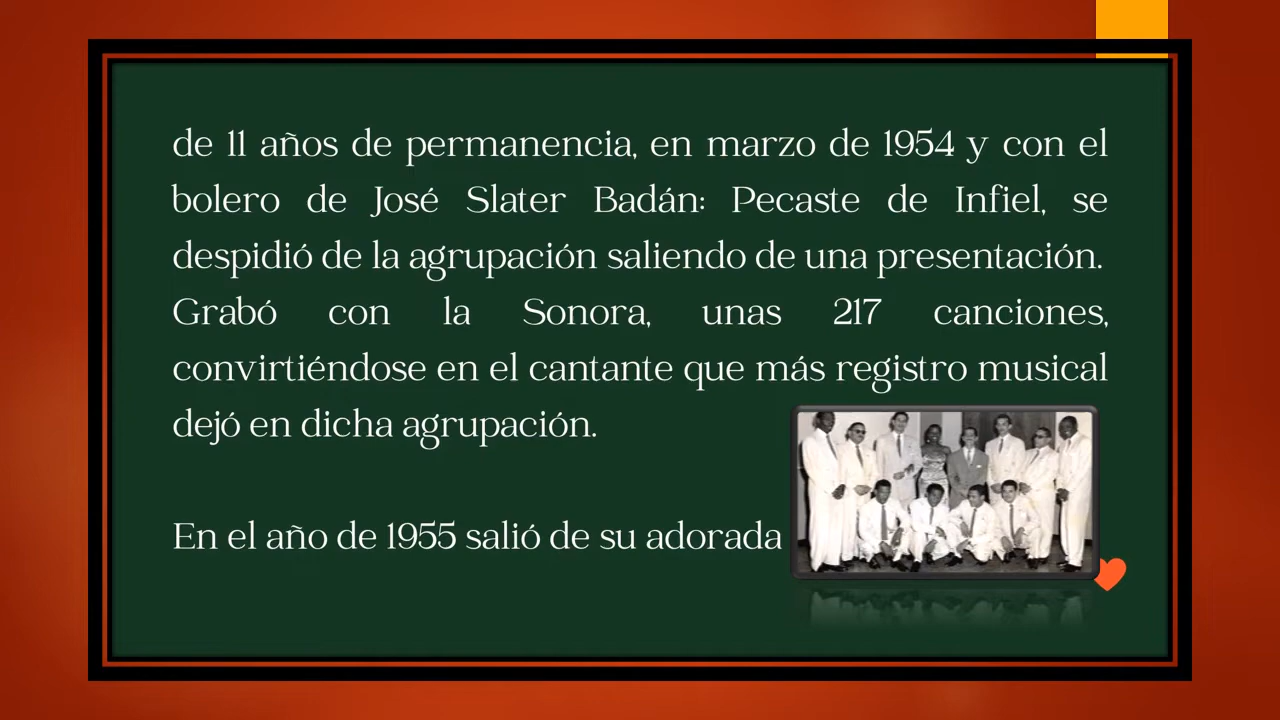 de 11 años de permanencia, en marzo de 1954 y con el
bolero de José Slater Badán: Pecaste de Infiel, se
despidió de la agrupación saliendo de una presentación.
Grabó con la Sonora, unas 217 canciones,
convirtiéndose en el cantante que más registro musical
dejó en dicha agrupación.
En el año de 1955 salió de su adorada